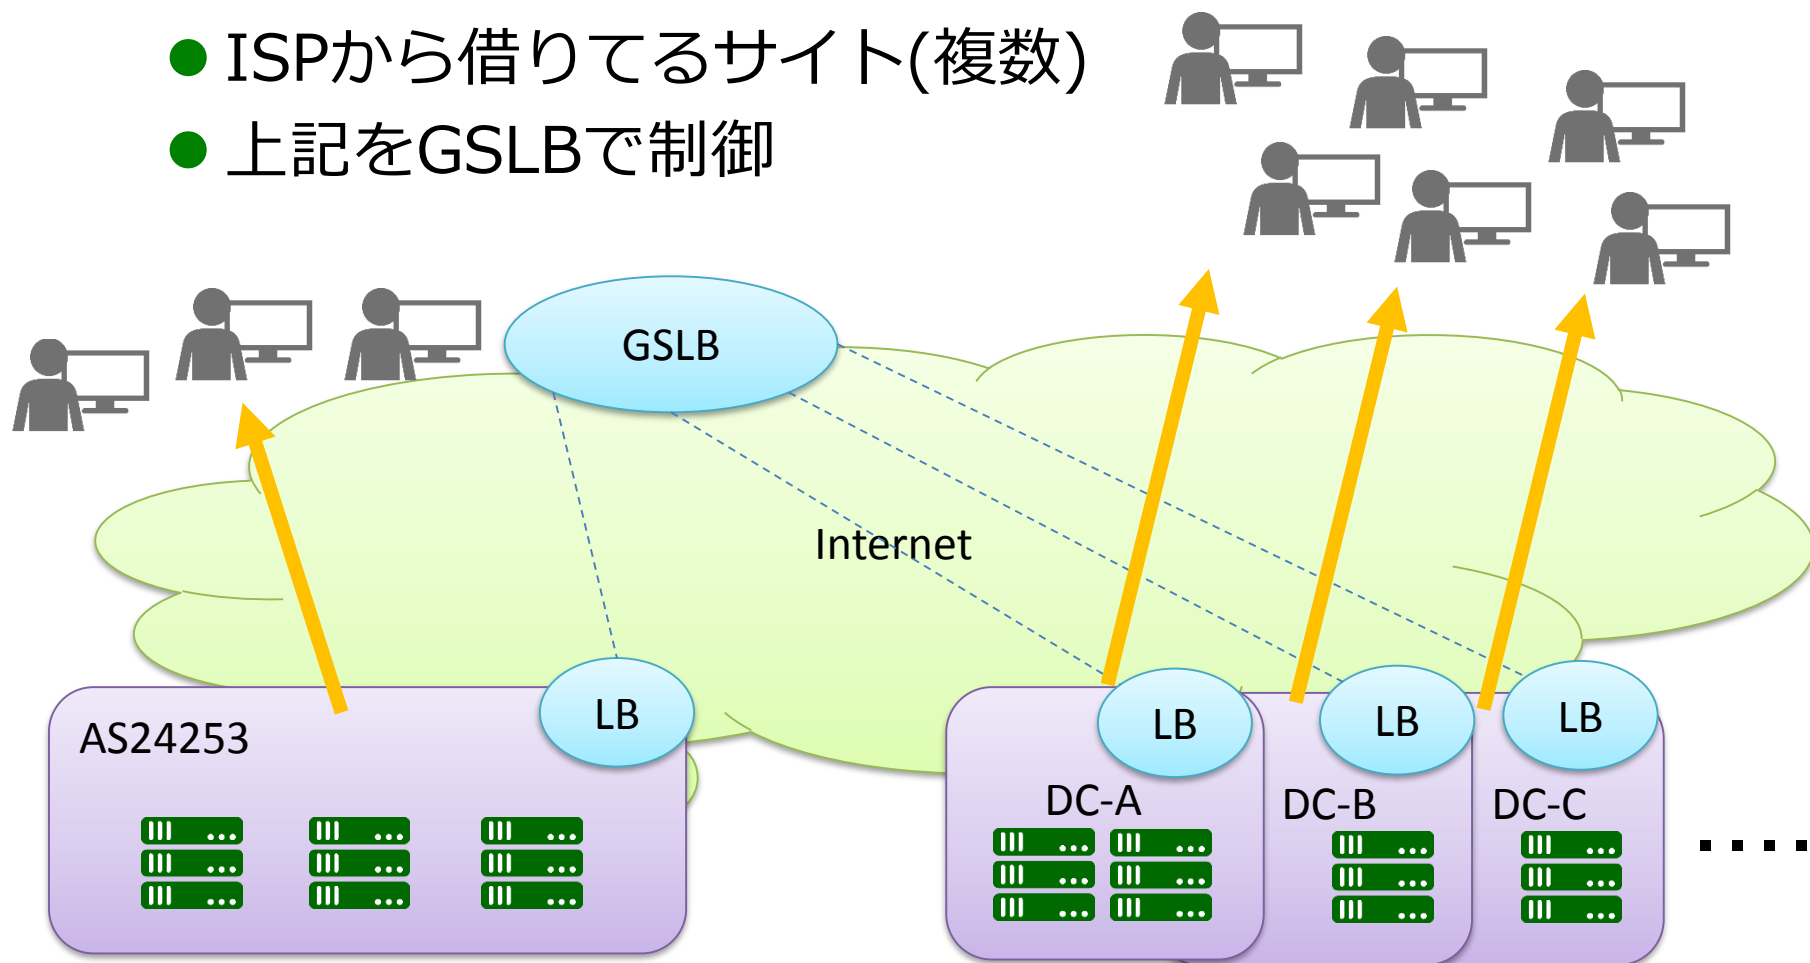 ISPから借りてるサイト(複数)
上記をGSLBで制御
GSLB
Internet
LB
LB
LB
LB
AS24253
DC-A
DC-B
DC-C